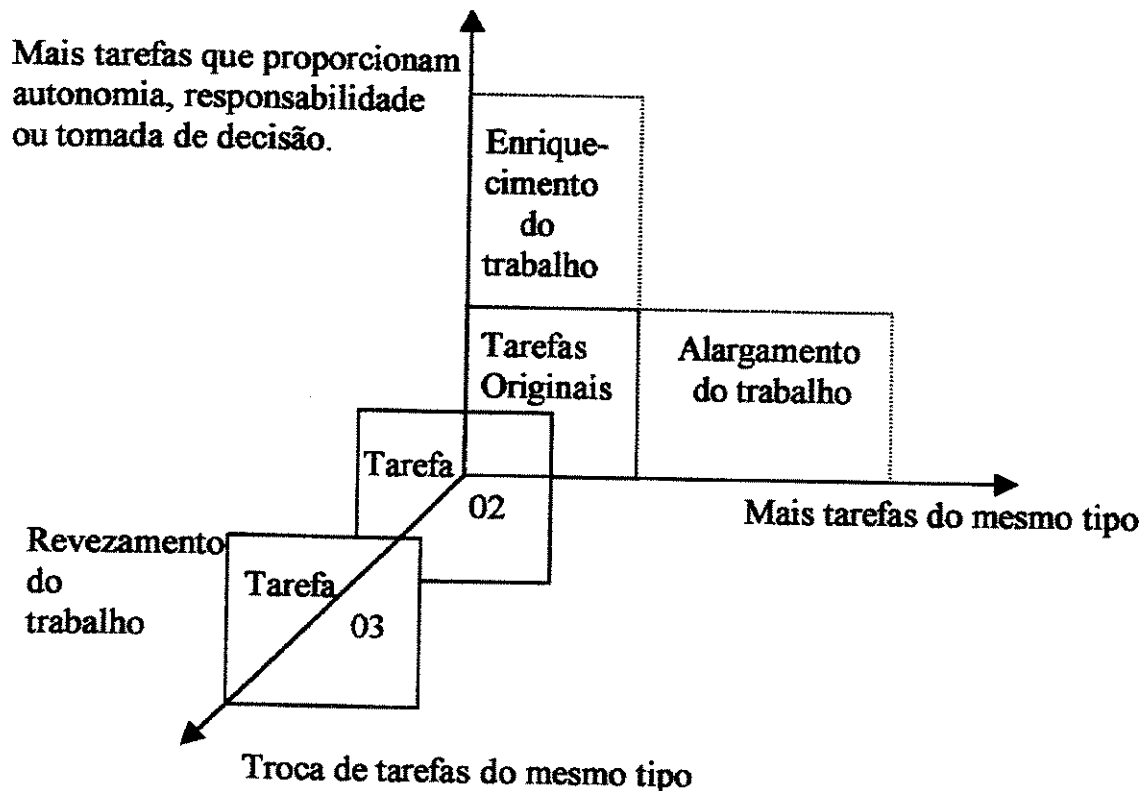 Mais tarefas que proporcionam
autonomia, responsabilidade
ou tomada de decisão.
Enrique-
cimento
do
trabalho
Tarefas
Originais
Alargamento
do trabalho
Tarefa
02
Mais tarefas do mesmo tipo
Revezamento
do
trabalho
Tarefa
03
Troca de tarefas do mesmo tipo